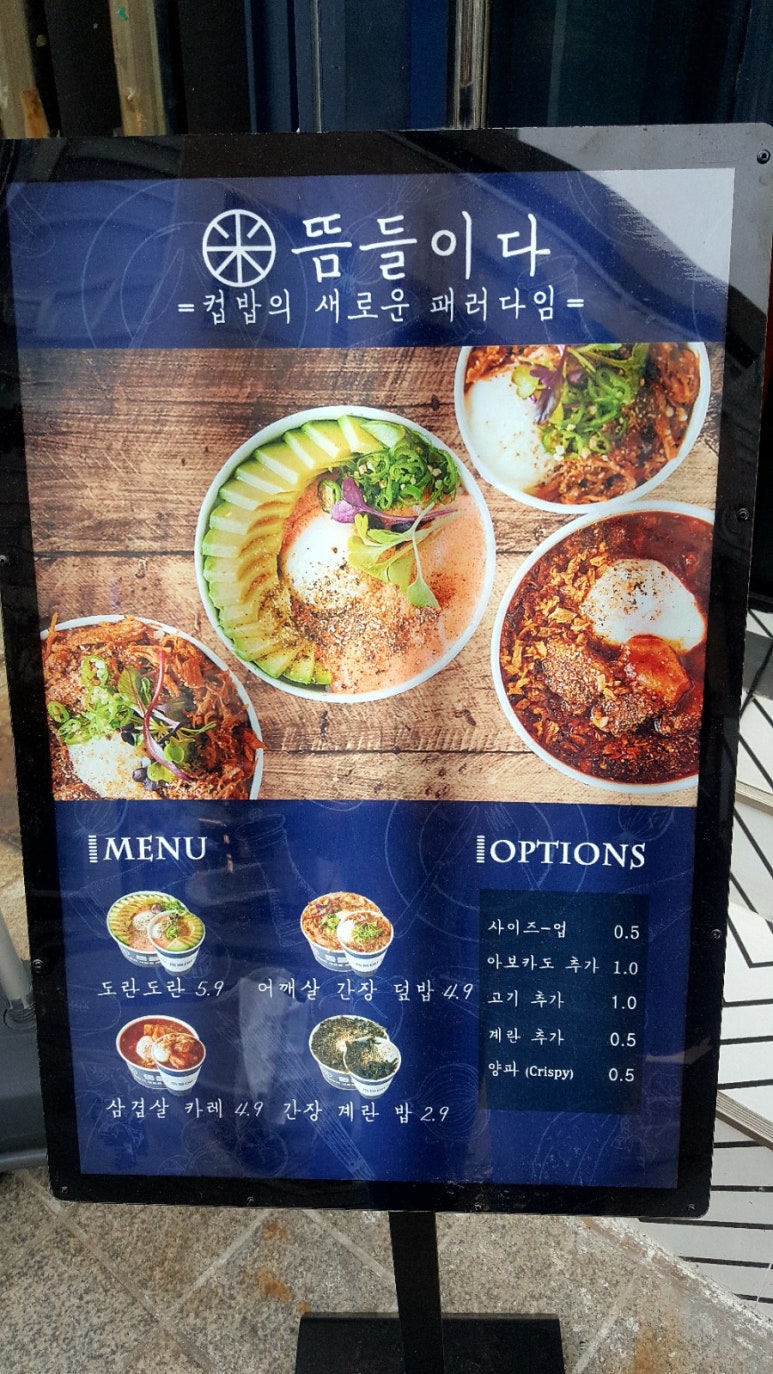 뜸들이다
=컵밥의 새로운 패러다임=
MENU
도란도란 5.9
어깨살 간장 덮밥 4.9
삼겹살 카레 4.9
간장 계란 밥 2.9
OPTIONS
사이즈-업 0.5
아보카도 추가 1.0
고기 추가 1.0
계란 추가 0.5
양파 (Crispy) 0.5